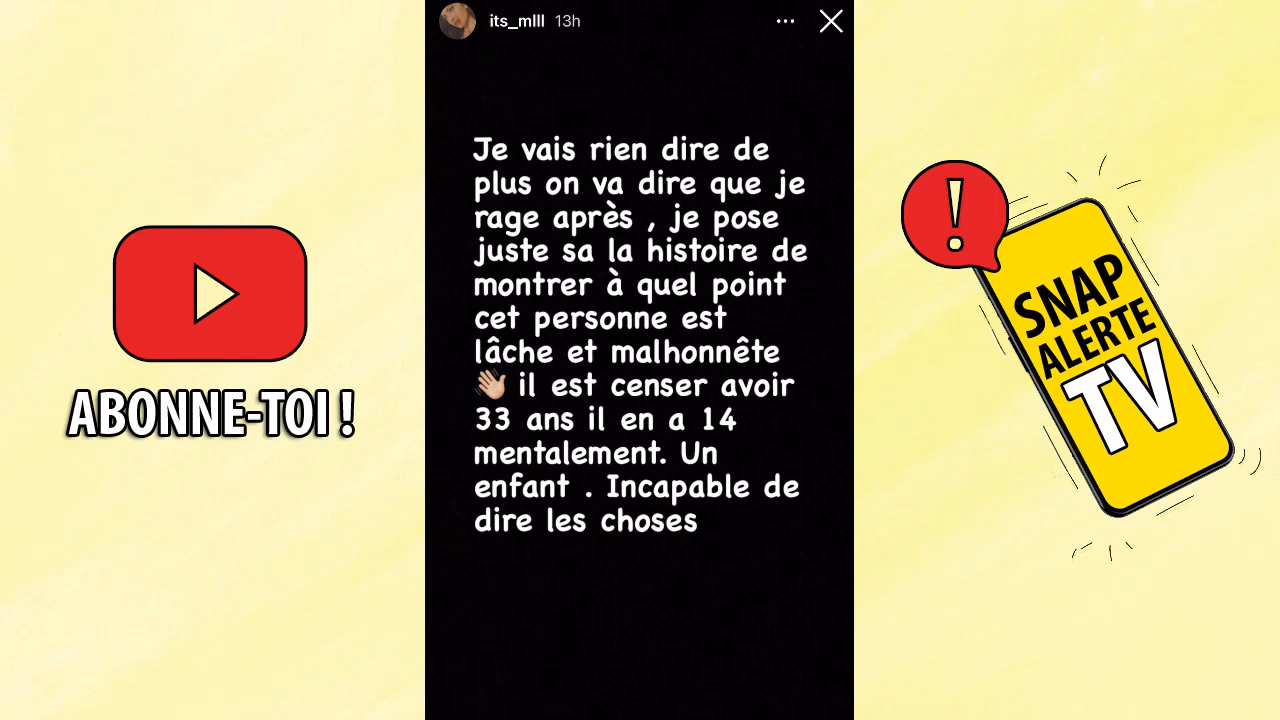 its_mlll 13h
Je vais rien dire de
plus on va dire que je
rage après , je pose
juste sa la histoire de
montrer à quel point
cet personne est
lâche et malhonnête
👋🏼 il est censer avoir
33 ans il en a 14
mentalement. Un
enfant . Incapable de
dire les choses
ABONNE-TOI !
!
SNAP
ALERTE
TV